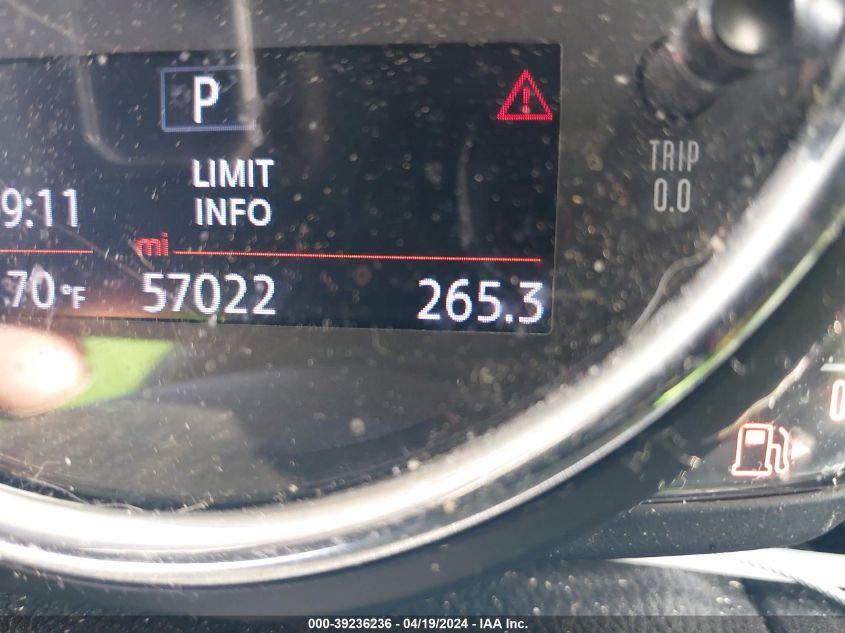 P
LIMIT
INFO
TRIP
0.0
9:11
mi
70 °F
57022
265.3
0
000-39236236 - 04/19/2024 - IAA Inc.